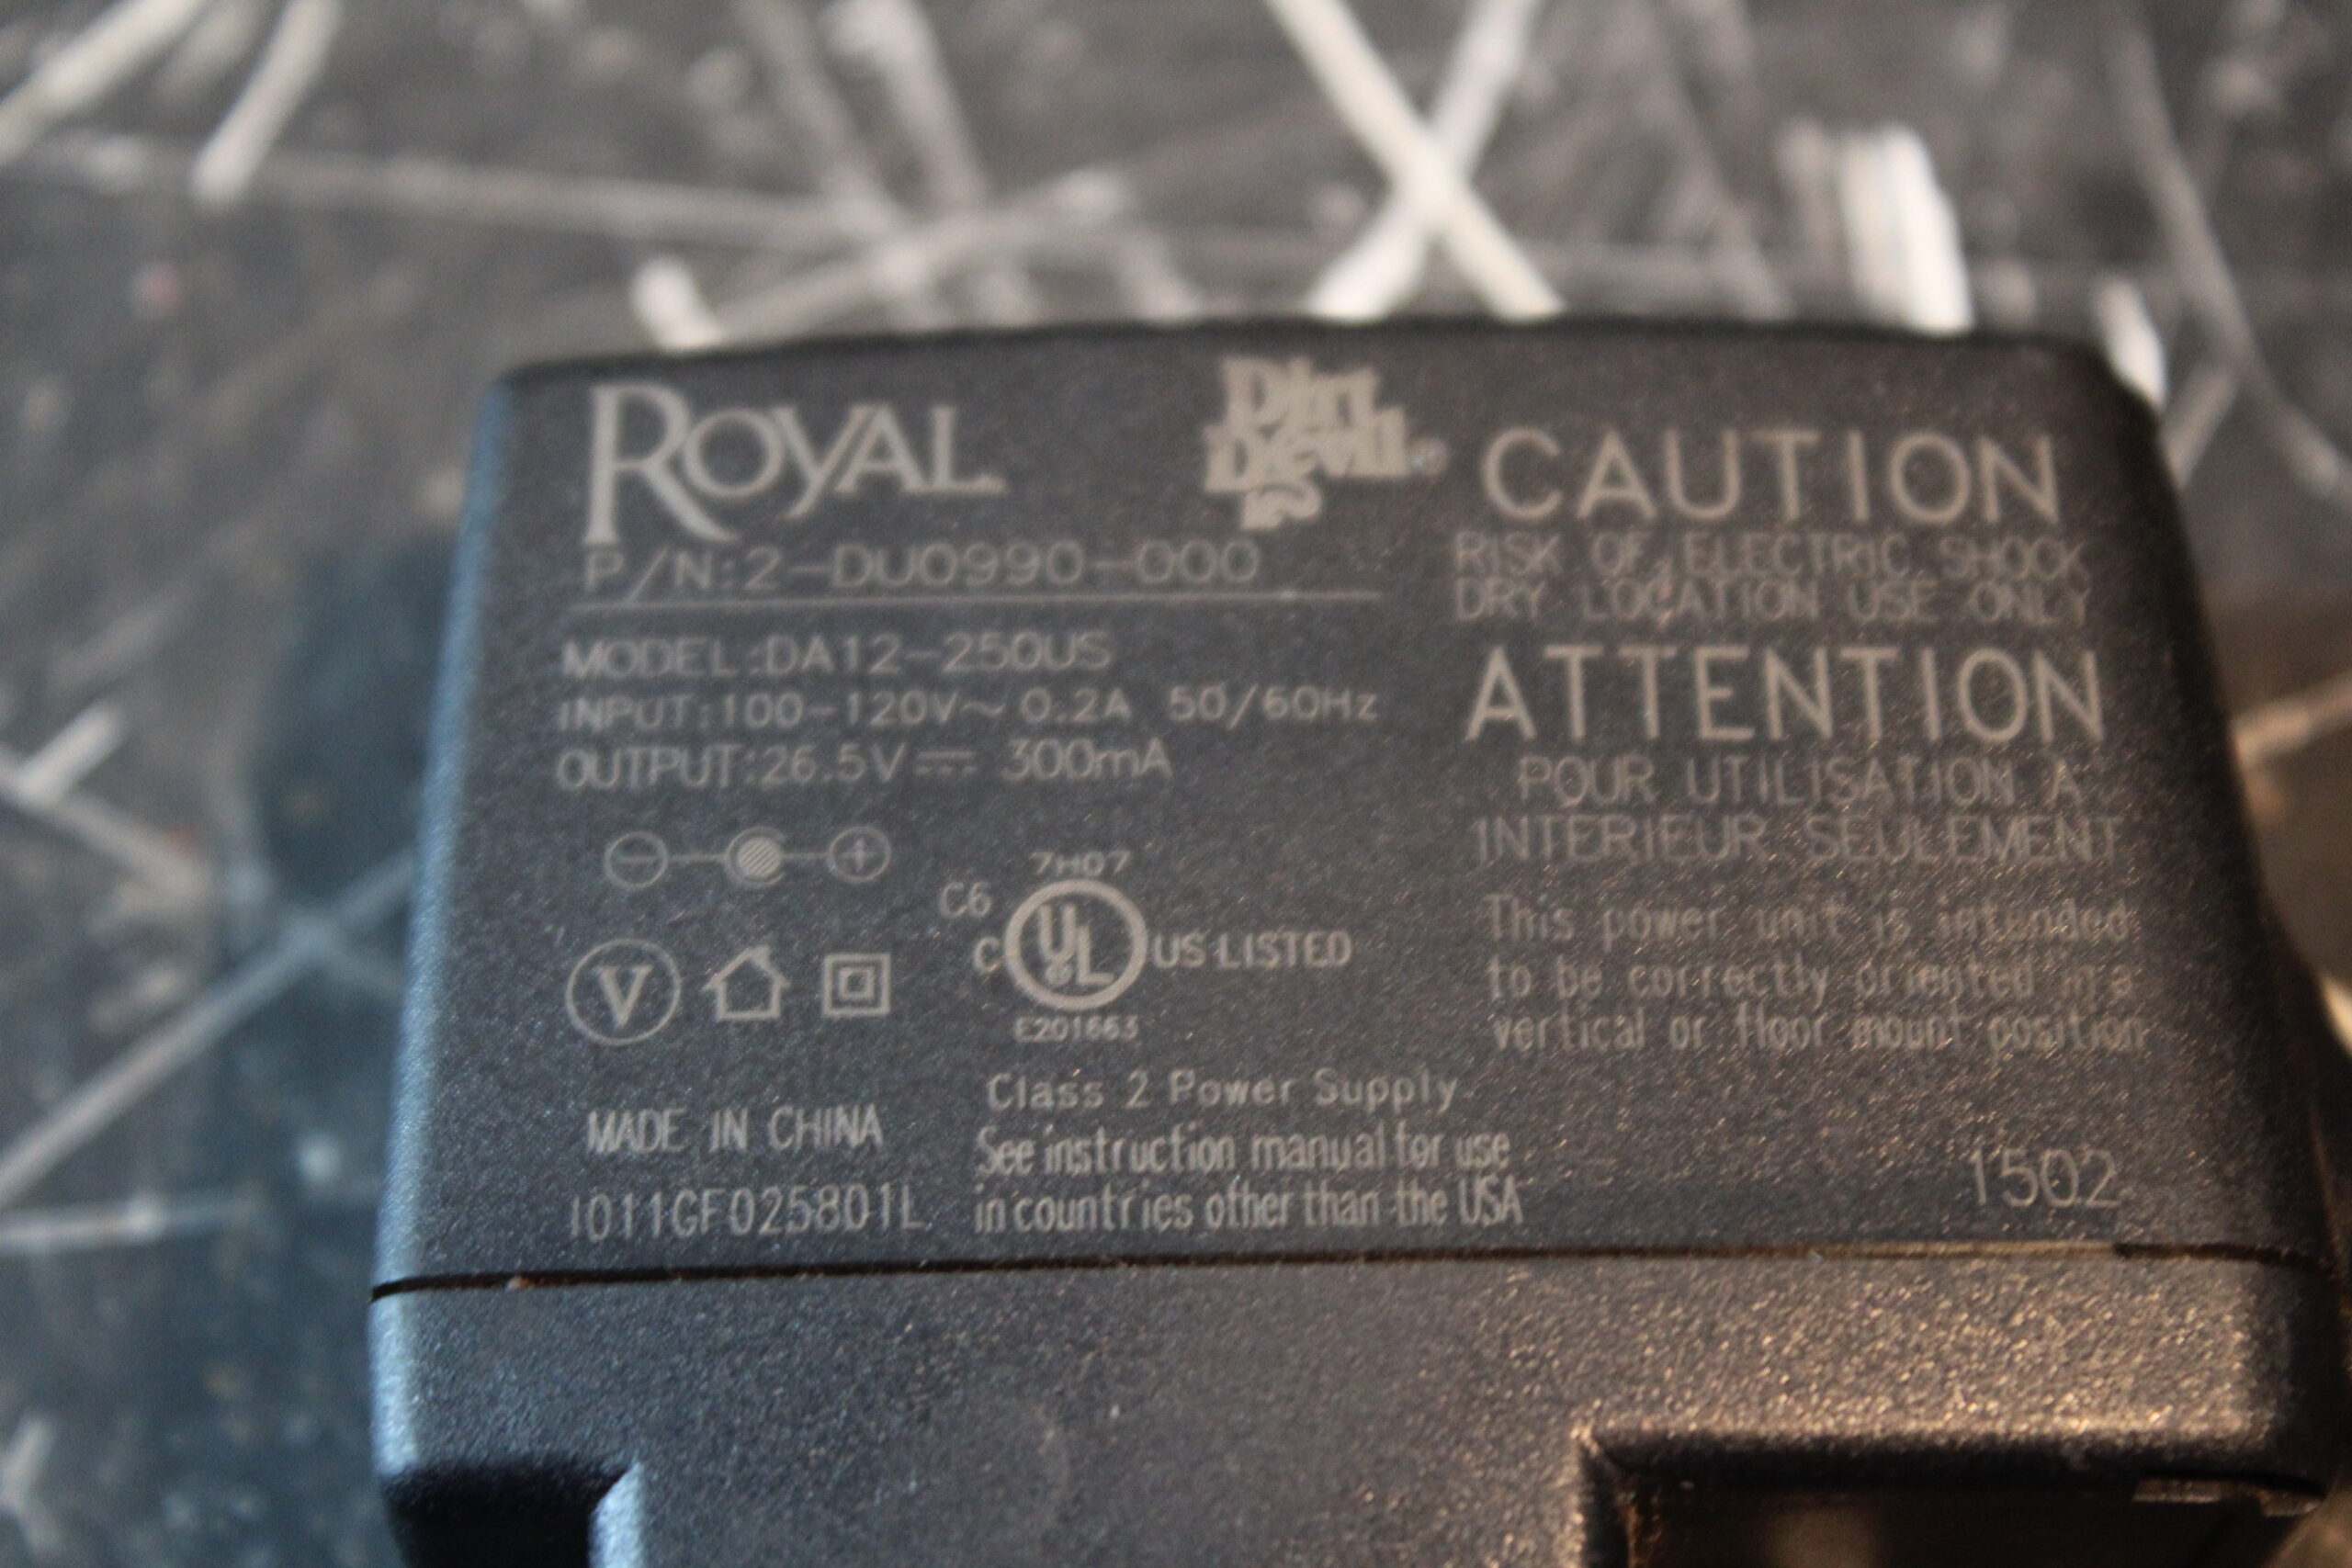 ROYAL
Dirt Devil®
P/N:2-DU0990-000
MODEL:DA12-250US
INPUT:100-120V~ 0.2A 50/60Hz
OUTPUT:26.5V⎓ 300mA
7H07
C6
V
C UL US LISTED
E201663
MADE IN CHINA
1011GF025801L
Class 2 Power Supply
See instruction manual for use
in countries other than the USA
CAUTION
RISK OF ELECTRIC SHOCK
DRY LOCATION USE ONLY
ATTENTION
POUR UTILISATION A
INTERIEUR SEULEMENT
This power unit is intended
to be correctly oriented in a
vertical or floor mount position
1502